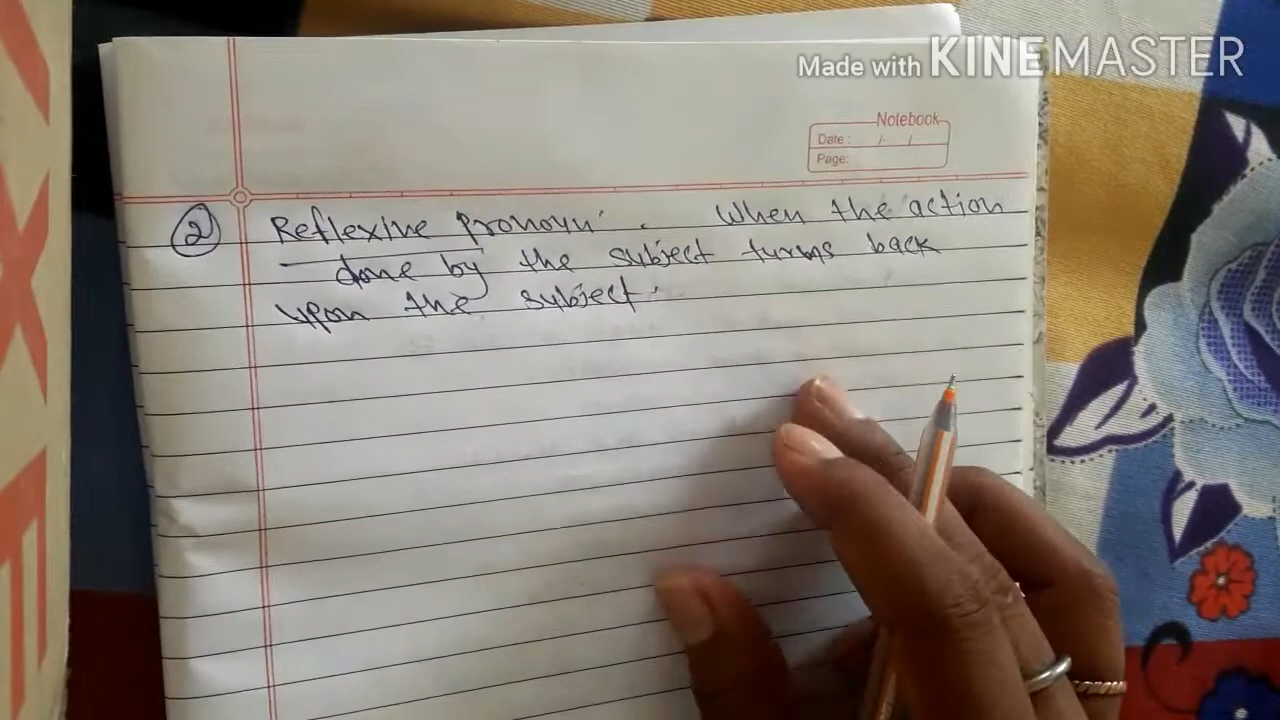 Made with KINEMASTER
Notebook
Date : / /
Page:
② Reflexive pronoun . When the action
done by the subject turns back
upon the subject.